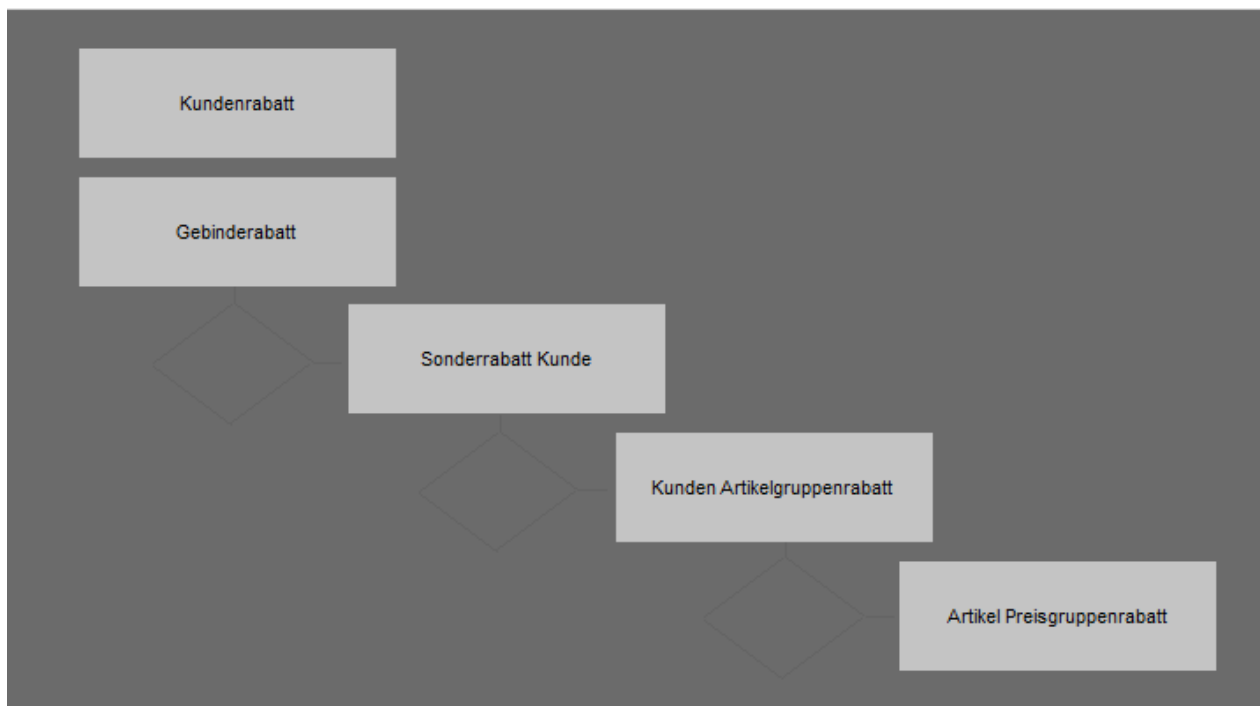 Kundenrabatt
Gebinderabatt
Sonderrabatt Kunde
Kunden Artikelgruppenrabatt
Artikel Preisgruppenrabatt